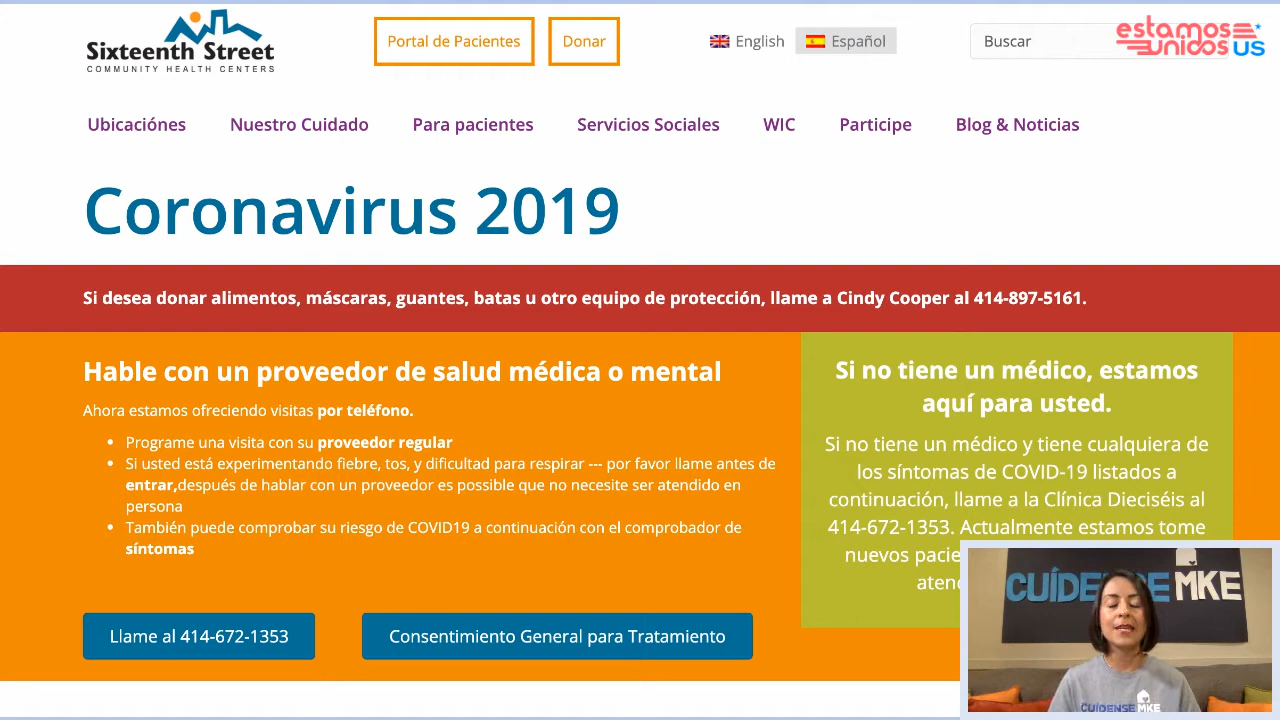 Sixteenth Street
COMMUNITY HEALTH CENTERS
Portal de Pacientes
Donar
English
Español
Buscar
estamos
unidos US
Ubicaciónes
Nuestro Cuidado
Para pacientes
Servicios Sociales
WIC
Participe
Blog & Noticias
Coronavirus 2019
Si desea donar alimentos, máscaras, guantes, batas u otro equipo de protección, llame a Cindy Cooper al 414-897-5161.
Hable con un proveedor de salud médica o mental
Ahora estamos ofreciendo visitas por teléfono.
Programe una visita con su proveedor regular
Si usted está experimentando fiebre, tos, y dificultad para respirar --- por favor llame antes de
entrar,después de hablar con un proveedor es posible que no necesite ser atendido en
persona
También puede comprobar su riesgo de COVID19 a continuación con el comprobador de
síntomas
Llame al 414-672-1353
Consentimiento General para Tratamiento
Si no tiene un médico, estamos
aquí para usted.
Si no tiene un médico y tiene cualquiera de
los síntomas de COVID-19 listados a
continuación, llame a la Clínica Dieciséis al
414-672-1353. Actualmente estamos tome
nuevos
CUÍDENSE MKE
CUÍDENSE MKE